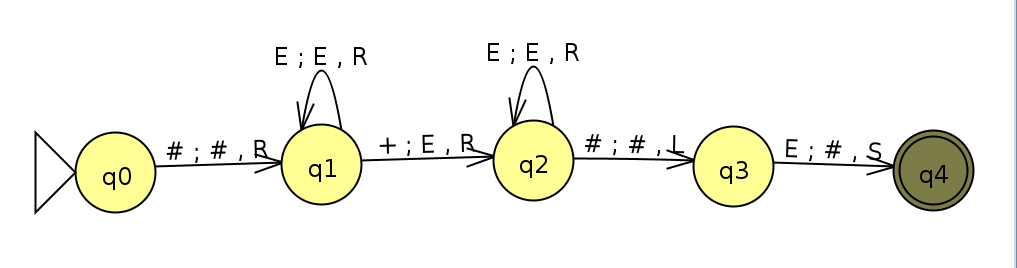 E ; E , R
E ; E , R
# ; # , R
+ ; E , R
# ; # , L
E ; # , S
q0
q1
q2
q3
q4